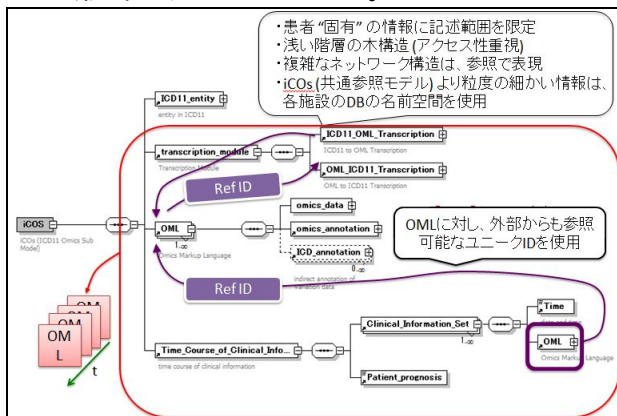 ・患者 “固有” の情報に記述範囲を限定
・浅い階層の木構造 (アクセス性重視)
・複雑なネットワーク構造は、参照で表現
・iCOs (共通参照モデル) より粒度の細かい情報は、
各施設のDBの名前空間を使用
ICD11_entity
entity in ICD11
ICD11_OML_Transcription
ICD11 to OML Transcription
transcription_module
Transcription Module
OML_ICD11_Transcription
OML to ICD11 Transcription
Ref ID
omics_data
iCOS
iCOs (ICD11 Omics Sub
Model)
OML
1..∞
Omics Markup Language
omics_annotation
ICD_annotation
0..∞
indirect annotation of
variation data
OMLに対し、外部からも参照
可能なユニークIDを使用
Ref ID
Time
OM
L
t
Clinical_Information_Set
1..∞
OML
Omics Markup Language
Time_Course_of_Clinical_Info...
time course of clinical information
Patient_prognosis